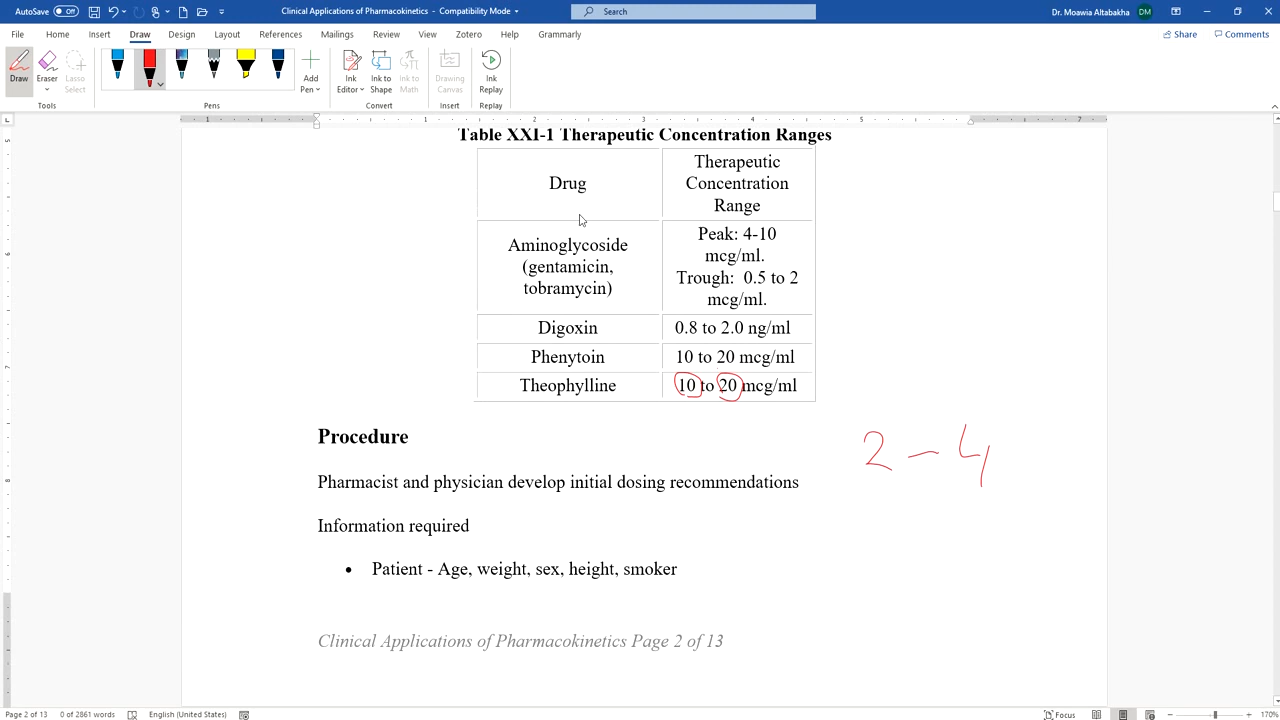 AutoSave Off Clinical Applications of Pharmacokinetics - Compatibility Mode Search Dr. Moawia Altabakha DM
File Home Insert Draw Design Layout References Mailings Review View Zotero Help Grammarly Share Comments
Draw Eraser Lasso Select Add Pen Ink Editor Ink to Shape Ink to Math Drawing Canvas Ink Replay
Tools Pens Convert Insert Replay
1 1 2 3 4 5 7
Table XXI-1 Therapeutic Concentration Ranges
Drug
Therapeutic
Concentration
Range
Aminoglycoside
(gentamicin,
tobramycin)
Peak: 4-10
mcg/ml.
Trough: 0.5 to 2
mcg/ml.
Digoxin 0.8 to 2.0 ng/ml
Phenytoin 10 to 20 mcg/ml
Theophylline 10 to 20 mcg/ml
Procedure
2 - 4
Pharmacist and physician develop initial dosing recommendations
Information required
• Patient - Age, weight, sex, height, smoker
Clinical Applications of Pharmacokinetics Page 2 of 13
Page 2 of 13 0 of 2861 words English (United States) Focus 170%